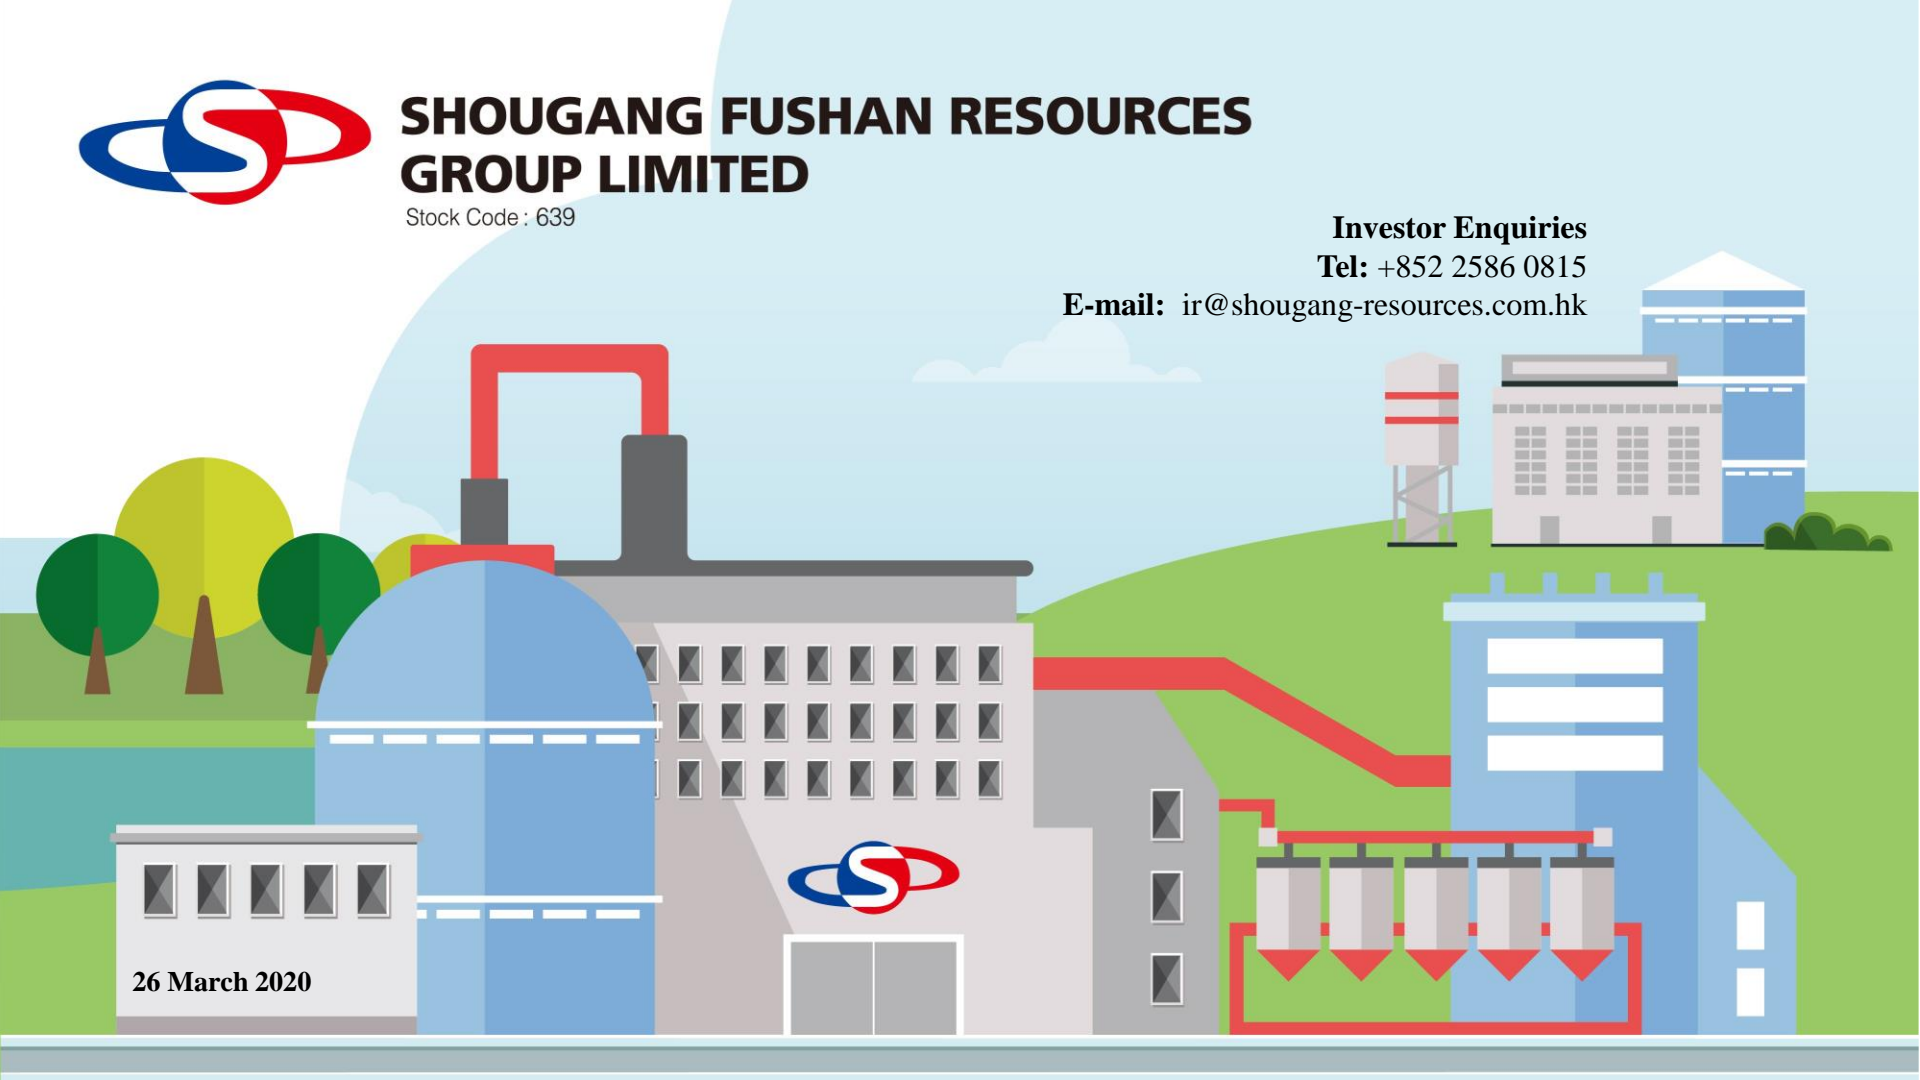 SHOUGANG FUSHAN RESOURCES
GROUP LIMITED
Stock Code : 639
Investor Enquiries
Tel: +852 2586 0815
E-mail: ir@shougang-resources.com.hk
26 March 2020